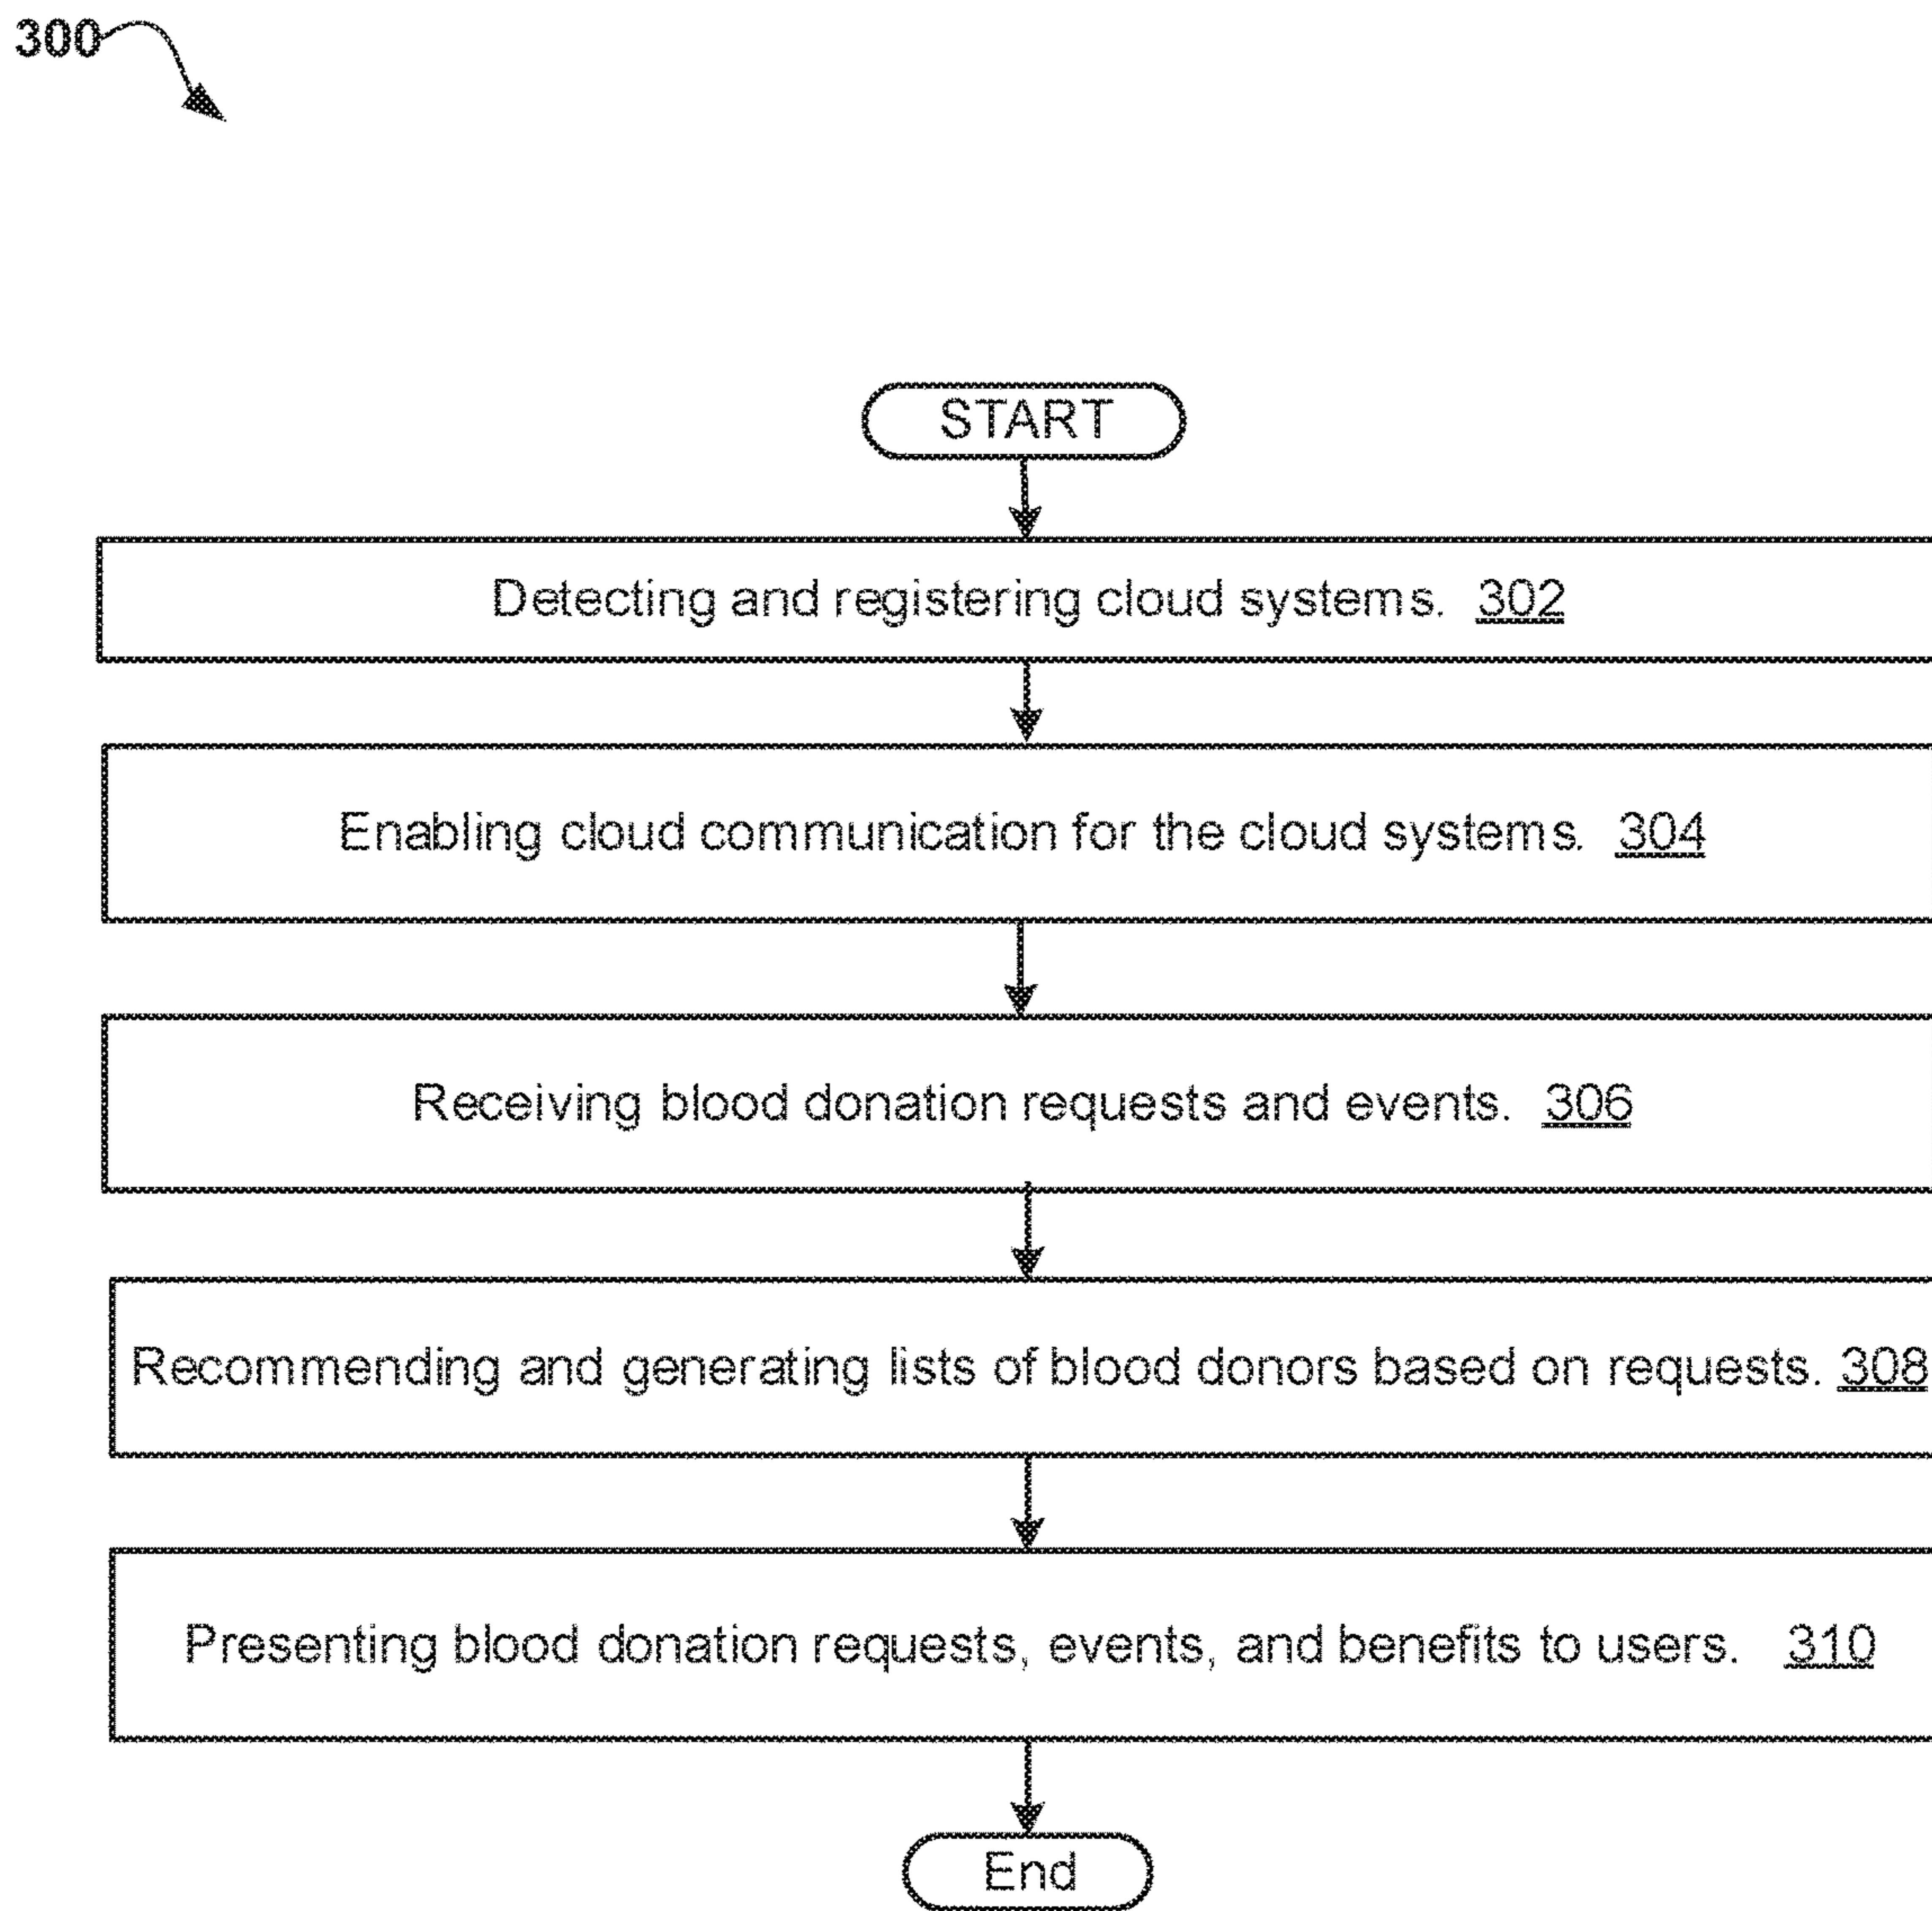 300
START
Detecting and registering cloud systems. 302
Enabling cloud communication for the cloud systems. 304
Receiving blood donation requests and events. 306
Recommending and generating lists of blood donors based on requests. 308
Presenting blood donation requests, events, and benefits to users. 310
End